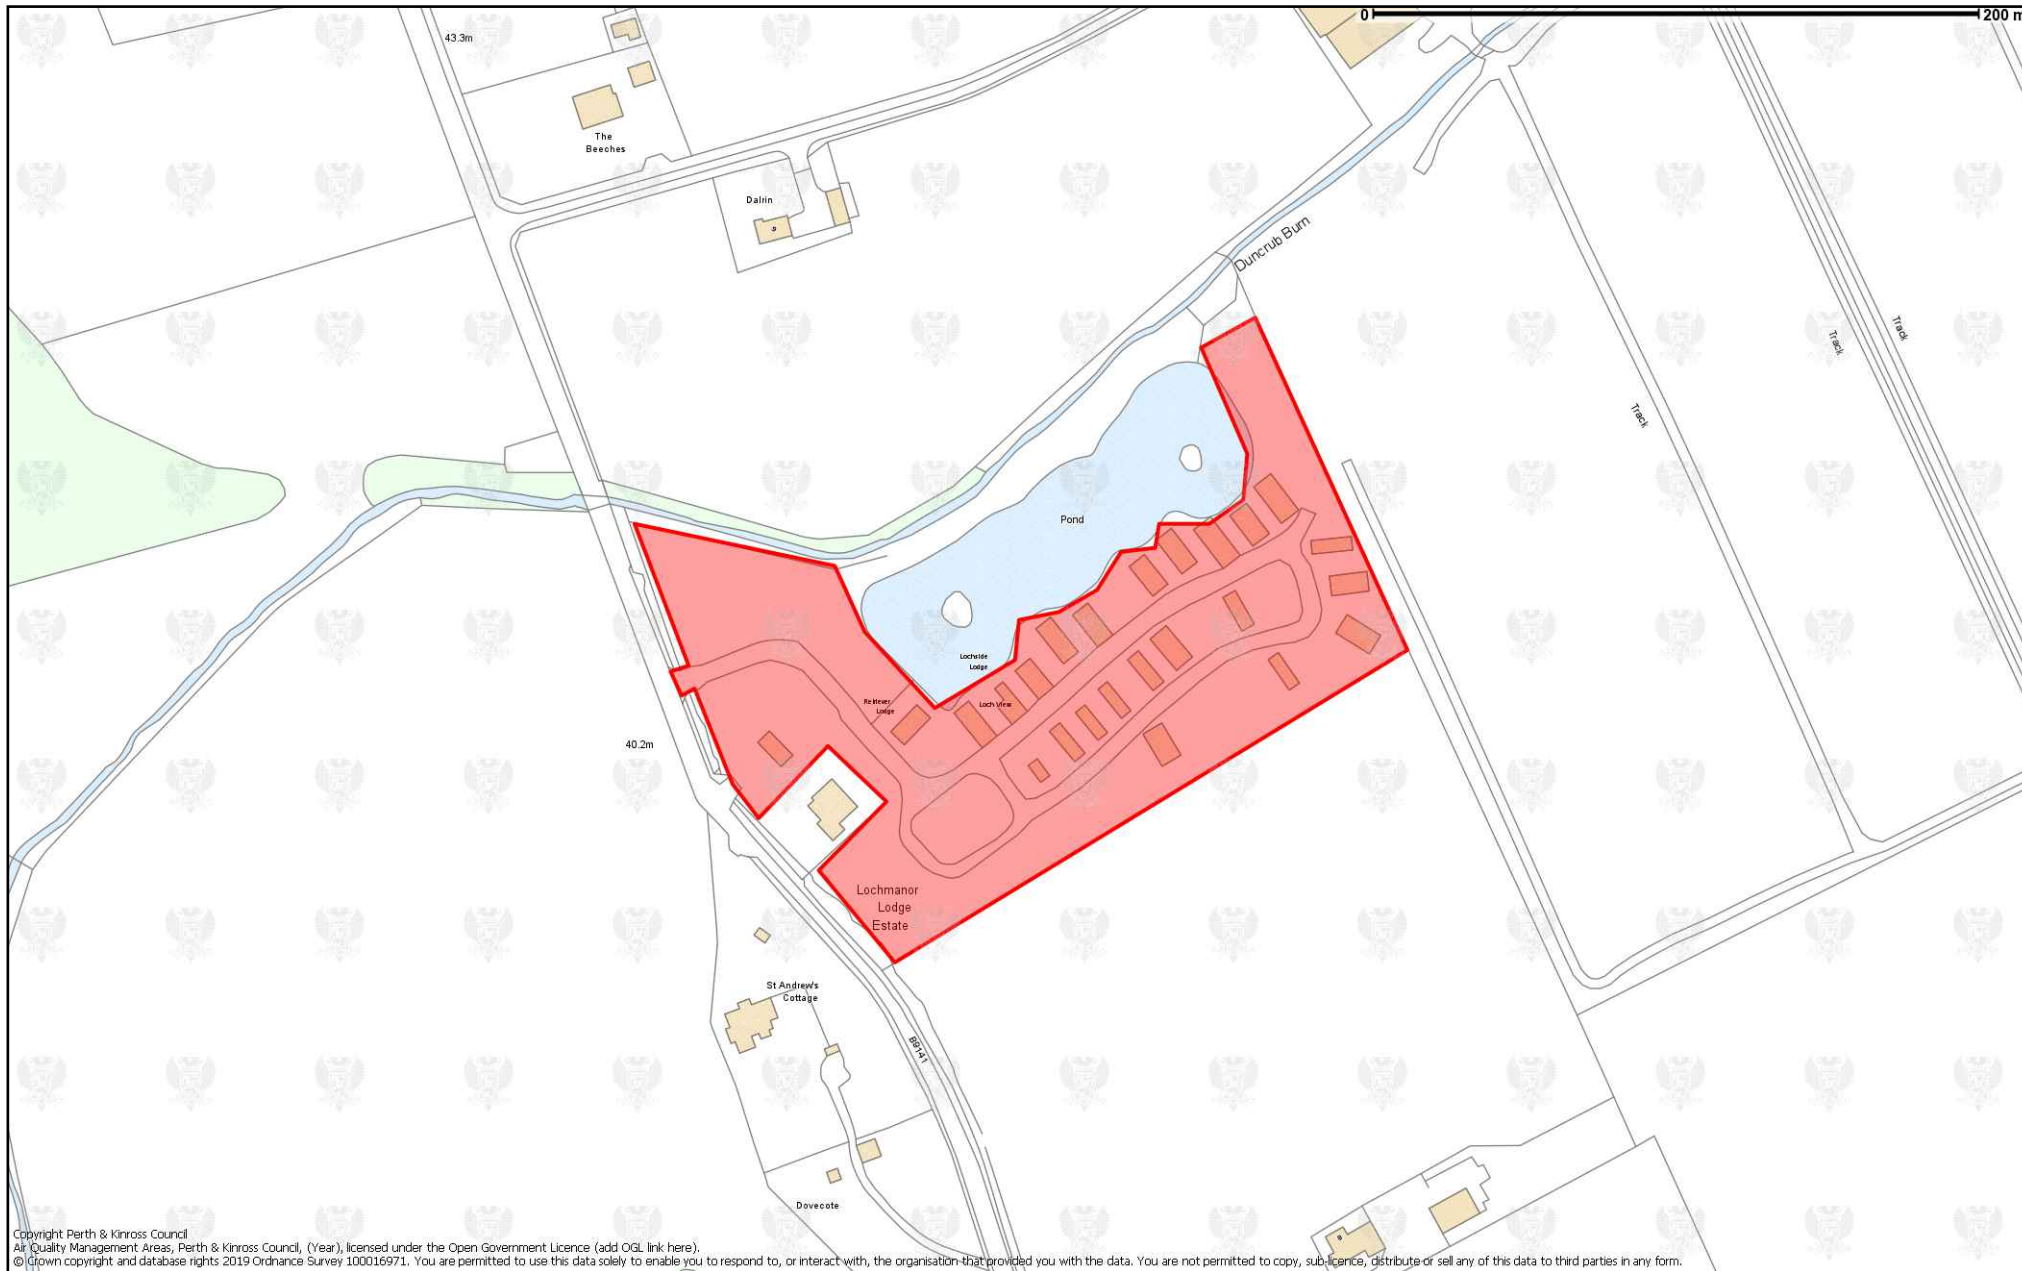 0
200 m
43.3m
The
Beeches
Dalrin
9
Duncrub Burn
Track
Track
Track
Pond
Lochside
Lodge
Retriever
Lodge
Loch View
40.2m
Lochmanor
Lodge
Estate
St Andrew's
Cottage
B9141
Dovecote
Copyright Perth & Kinross Council
Air Quality Management Areas, Perth & Kinross Council, (Year), licensed under the Open Government Licence (add OGL link here).
© Crown copyright and database rights 2019 Ordnance Survey 100016971. You are permitted to use this data solely to enable you to respond to, or interact with, the organisation that provided you with the data. You are not permitted to copy, sub-licence, distribute or sell any of this data to third parties in any form.